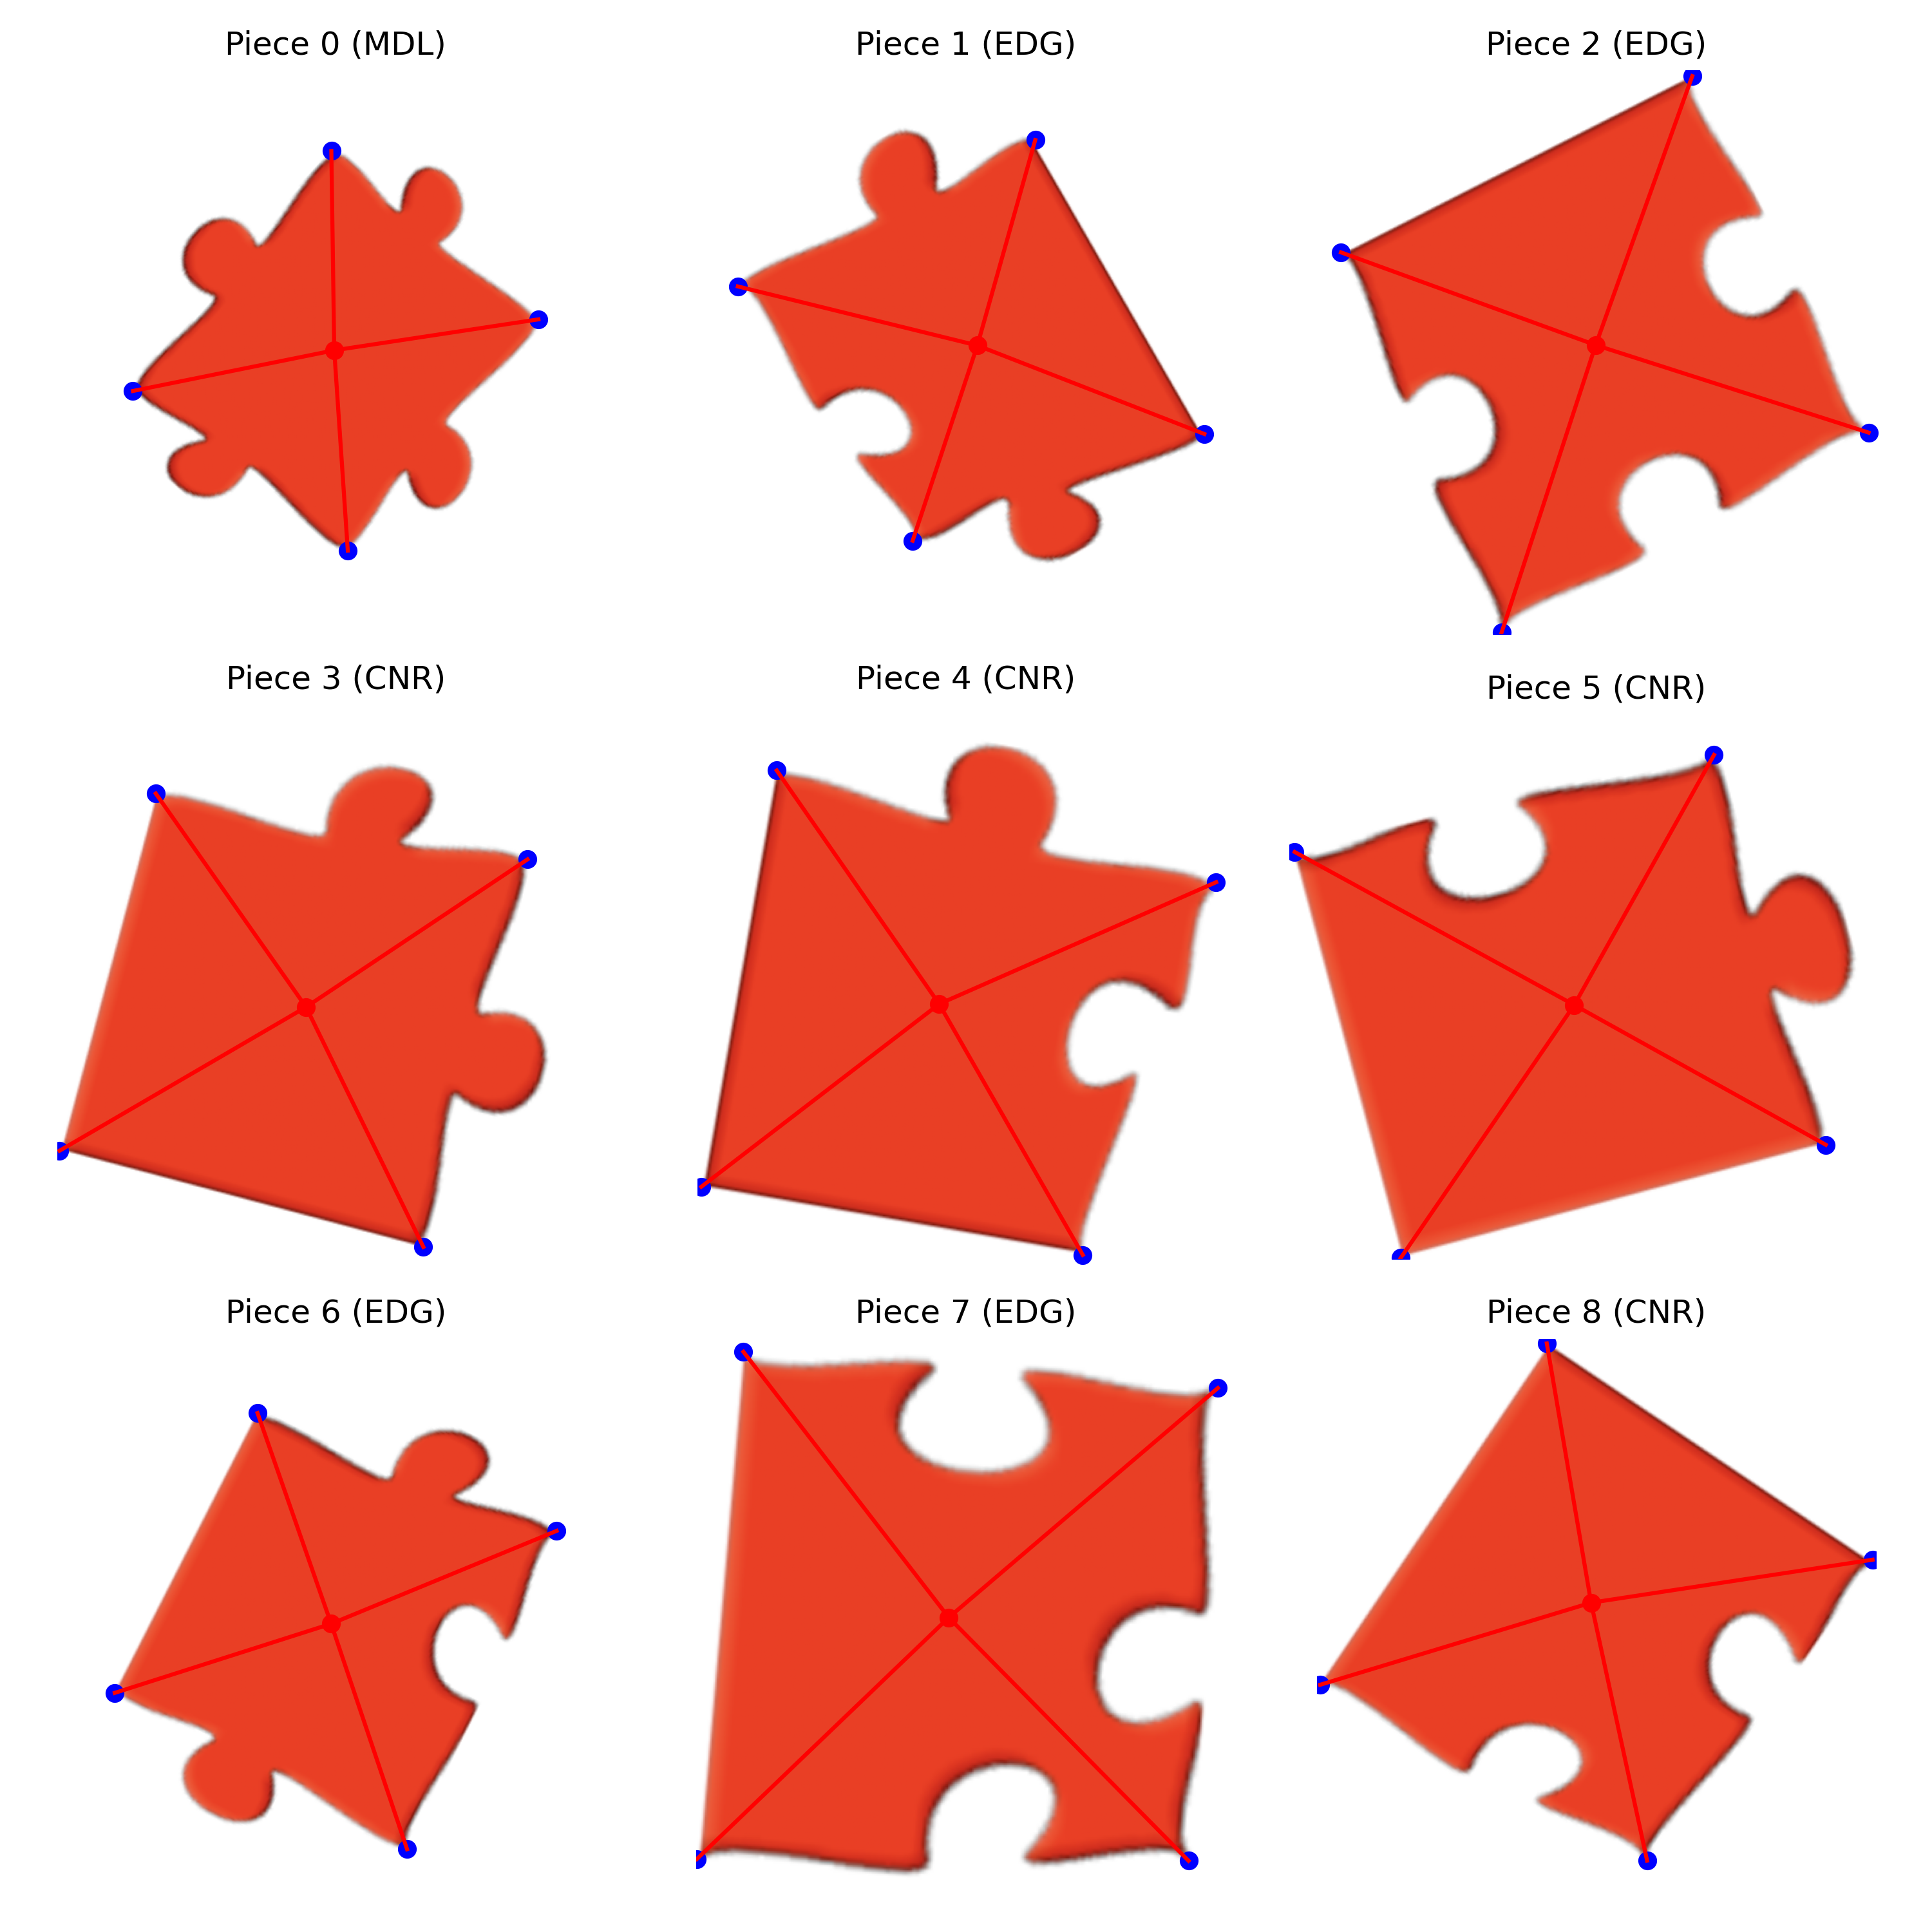 Piece 0 (MDL)
Piece 1 (EDG)
Piece 2 (EDG)
Piece 3 (CNR)
Piece 4 (CNR)
Piece 5 (CNR)
Piece 6 (EDG)
Piece 7 (EDG)
Piece 8 (CNR)